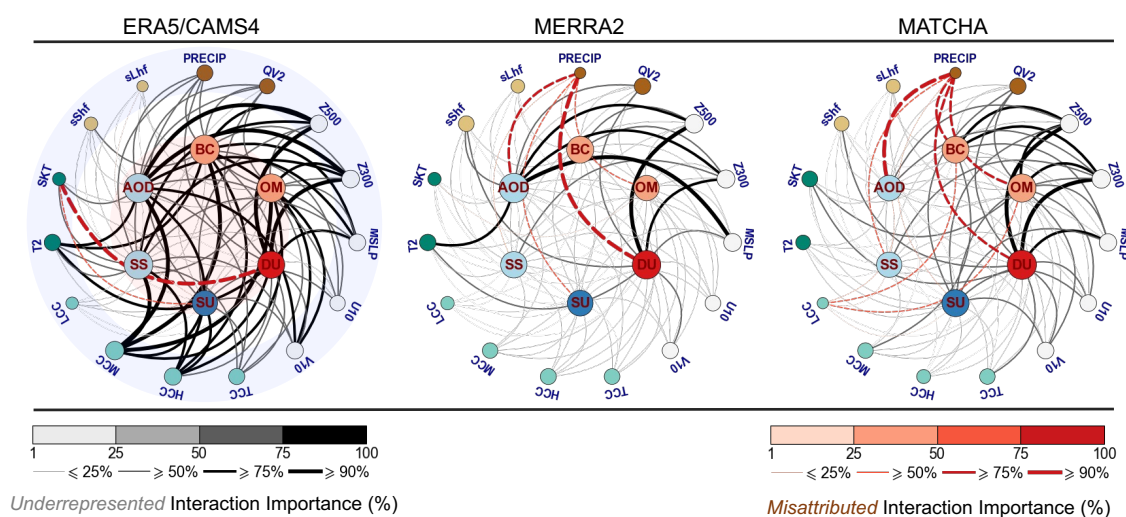 ERA5/CAMS4
MERRA2
MATCHA
PRECIP
sLhf
QV2
sShf
Z500
SKT
Z300
T2
MSLP
LCC
U10
MCC
V10
HCC
TCC
BC
AOD
OM
SS
DU
SU
PRECIP
sLhf
QV2
sShf
Z500
SKT
Z300
T2
MSLP
LCC
U10
MCC
V10
HCC
TCC
BC
AOD
OM
SS
DU
SU
PRECIP
sLhf
QV2
sShf
Z500
SKT
Z300
T2
MSLP
LCC
U10
MCC
V10
HCC
TCC
BC
AOD
OM
SS
DU
SU
1 25 50 75 100
⩽ 25% ⩾ 50% ⩾ 75% ⩾ 90%
Underrepresented Interaction Importance (%)
1 25 50 75 100
⩽ 25% ⩾ 50% ⩾ 75% ⩾ 90%
Misattributed Interaction Importance (%)